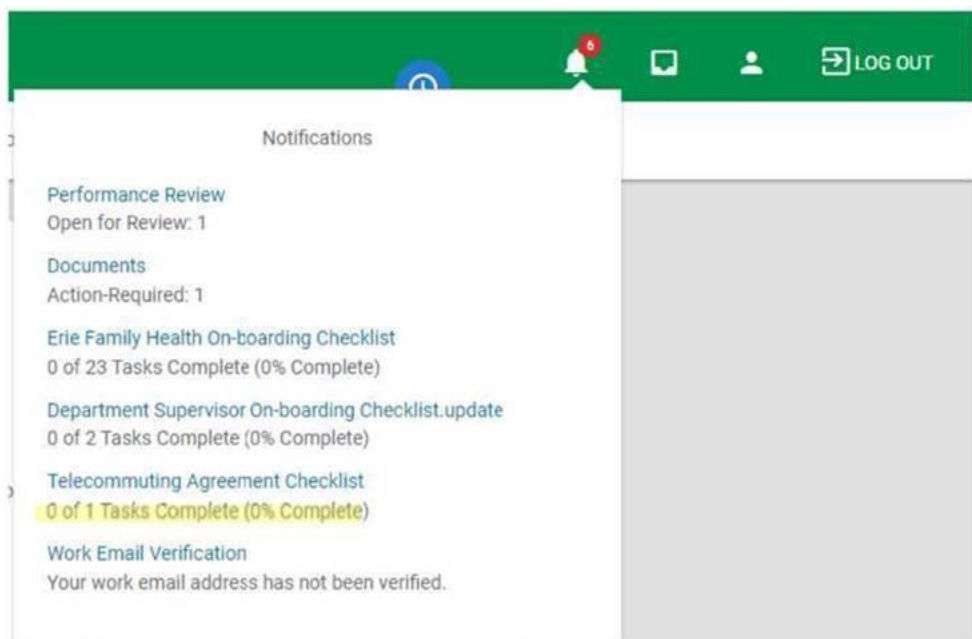 6
LOG OUT
Notifications
Performance Review
Open for Review: 1
Documents
Action-Required: 1
Erie Family Health On-boarding Checklist
0 of 23 Tasks Complete (0% Complete)
Department Supervisor On-boarding Checklist.update
0 of 2 Tasks Complete (0% Complete)
Telecommuting Agreement Checklist
0 of 1 Tasks Complete (0% Complete)
Work Email Verification
Your work email address has not been verified.